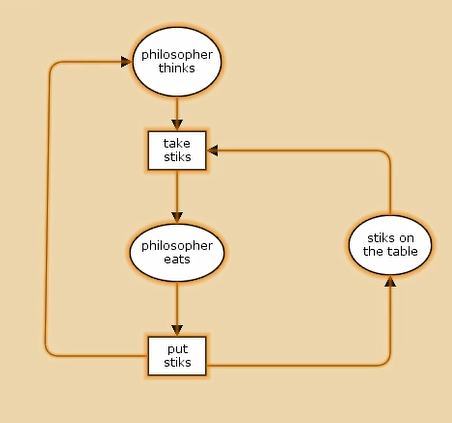 philosopher
thinks
take
stiks
philosopher
eats
stiks on
the table
put
stiks